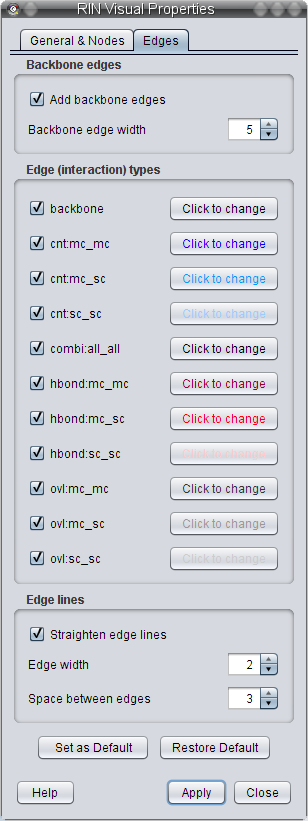 RIN Visual Properties
General & Nodes Edges
Backbone edges
Add backbone edges
Backbone edge width 5
Edge (interaction) types
backbone Click to change
cnt:mc_mc Click to change
cnt:mc_sc Click to change
cnt:sc_sc Click to change
combi:all_all Click to change
hbond:mc_mc Click to change
hbond:mc_sc Click to change
hbond:sc_sc Click to change
ovl:mc_mc Click to change
ovl:mc_sc Click to change
ovl:sc_sc Click to change
Edge lines
Straighten edge lines
Edge width 2
Space between edges 3
Set as Default Restore Default
Help Apply Close